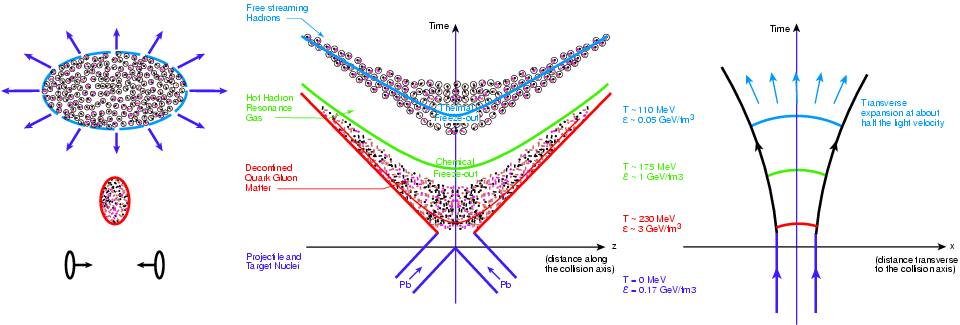 Free streaming
Hadrons
Time
Hot Hadron
Resonance
Gas
Thermal
Freeze-out
T ~ 110 MeV
ε ~ 0.05 GeV/fm3
Chemical
Freeze-out
T ~ 175 MeV
ε ~ 1 GeV/fm3
Deconfined
Quark Gluon
Matter
T ~ 230 MeV
ε ~ 3 GeV/fm3
z
(distance along
the collision axis)
Projectile and
Target Nuclei
Pb
Pb
T = 0 MeV
ε = 0.17 GeV/fm3
Time
Transverse
expansion at about
half the light velocity
x
(distance transverse
to the collision axis)